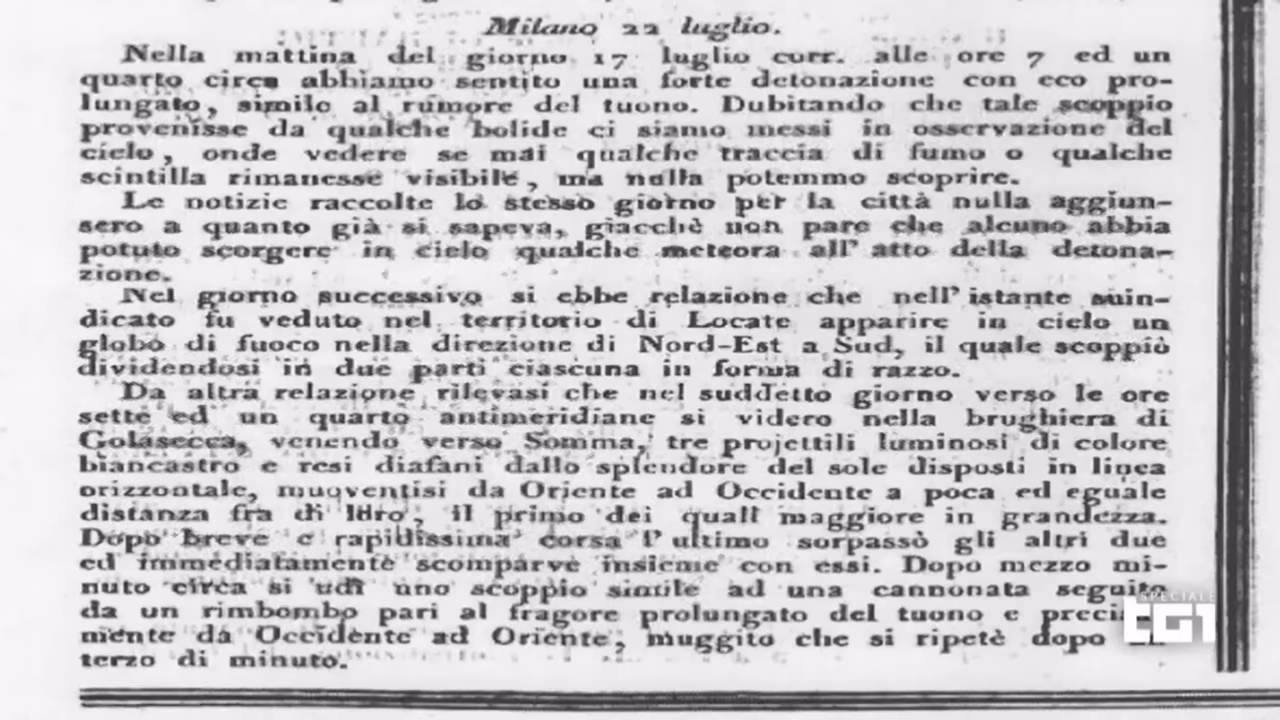 Milano 22 luglio.
Nella mattina del giorno 17 luglio corr. alle ore 7 ed un
quarto circa abbiamo sentito una forte detonazione con eco pro-
lungato, simile al rumore del tuono. Dubitando che tale scoppio
provenisse da qualche bolide ci siamo messi in osservazione del
cielo, onde vedere se mai qualche traccia di fumo o qualche
scintilla rimanesse visibile, ma nulla potemmo scoprire.
Le notizie raccolte lo stesso giorno per la città nulla aggiun-
sero a quanto già si sapeva, giacchè non pare che alcuno abbia
potuto scorgere in cielo qualche meteora all' atto della detona-
zione.
Nel giorno successivo si ebbe relazione che nell' istante suin-
dicato fu veduto nel territorio di Locate apparire in cielo un
globo di fuoco nella direzione di Nord-Est a Sud, il quale scoppiò
dividendosi in due parti ciascuna in forma di razzo.
Da altra relazione rilevasi che nel suddetto giorno verso le ore
sette ed un quarto antimeridiane si videro nella brughiera di
Golasecca, venendo verso Somma, tre projettili luminosi di colore
biancastro e resi diafani dallo splendore del sole disposti in linea
orizzontale, muoventisi da Oriente ad Occidente a poca ed eguale
distanza fra di loro, il primo dei quali maggiore in grandezza.
Dopo breve e rapidissima corsa l' ultimo sorpassò gli altri due
ed immediatamente scomparve insieme con essi. Dopo mezzo mi-
nuto circa si udì uno scoppio simile ad una cannonata seguito
da un rimbombo pari al fragore prolungato del tuono e
mente da Occidente ad Oriente, muggito che si ripetè dopo
terzo di minuto.
SPECIALE
TG1